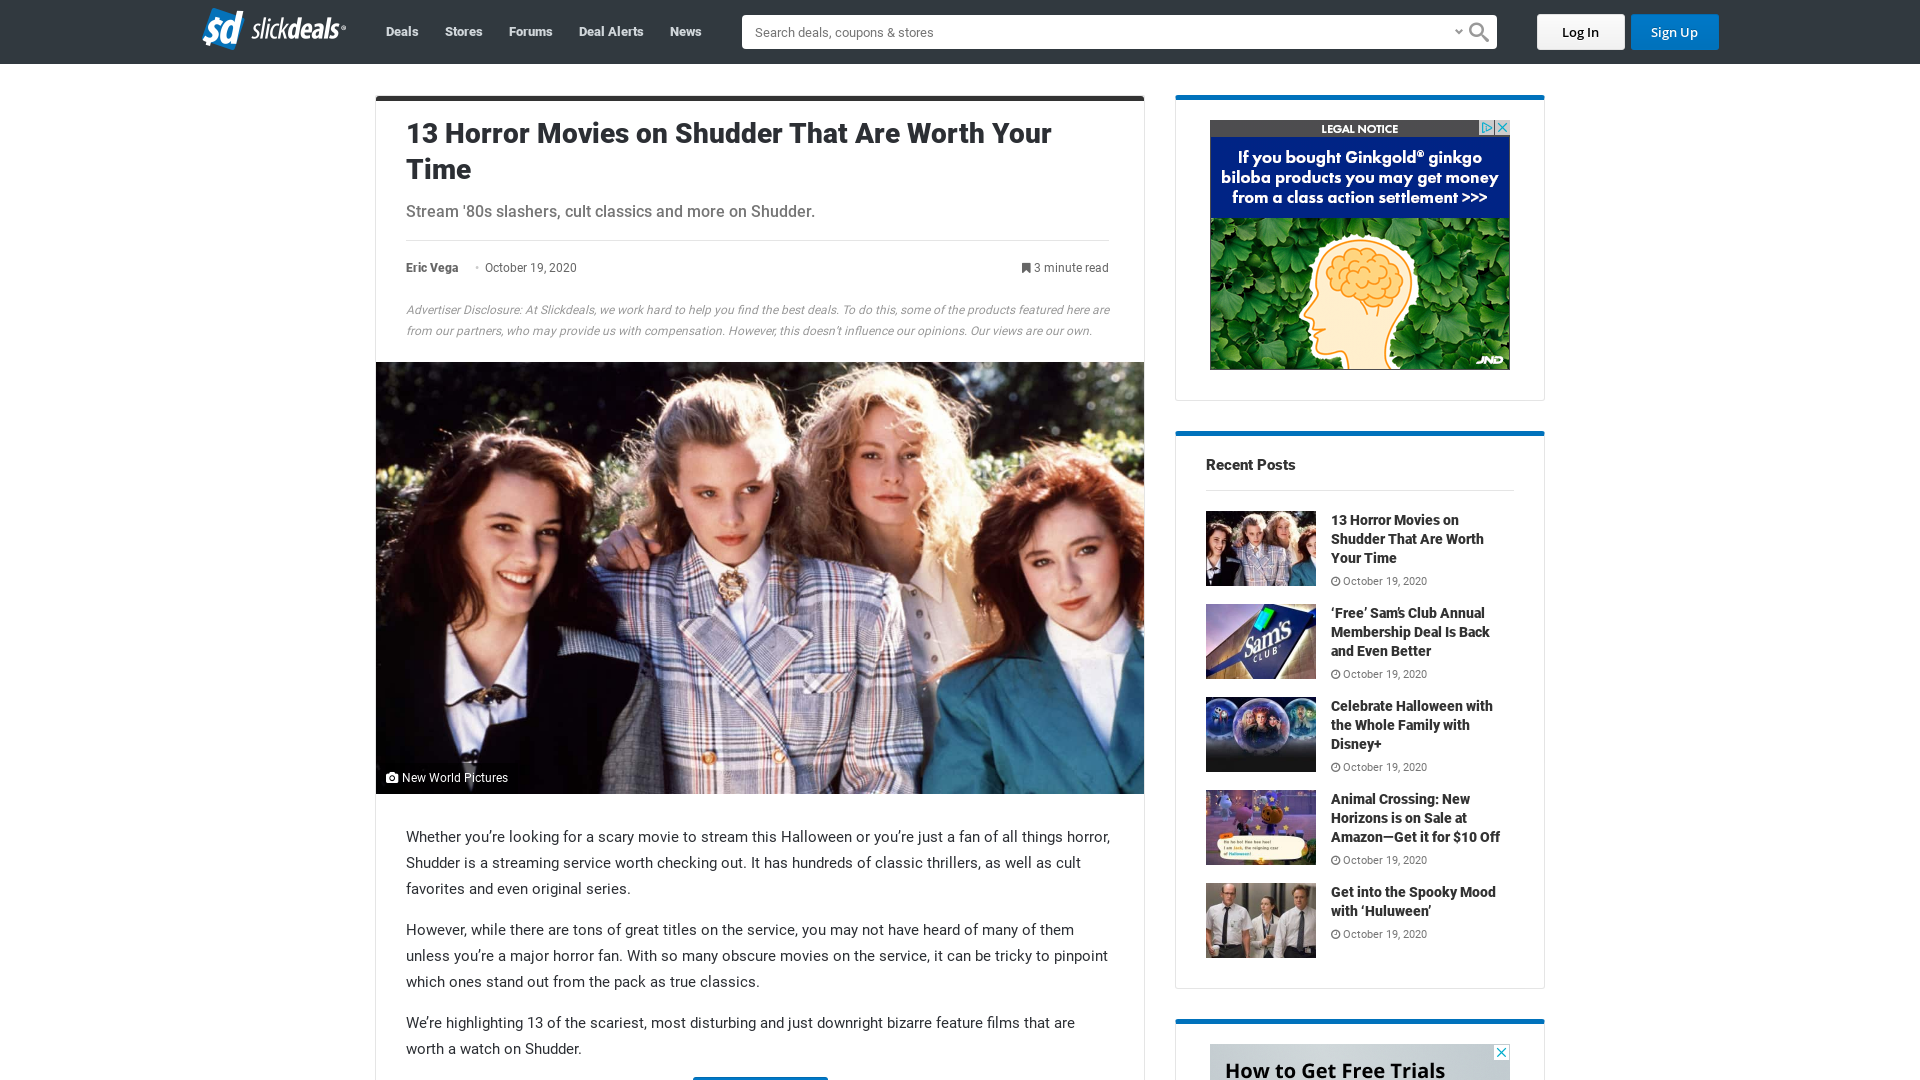 sd slickdeals®
Deals
Stores
Forums
Deal Alerts
News
Search deals, coupons & stores
Log In
Sign Up
13 Horror Movies on Shudder That Are Worth Your
Time
Stream '80s slashers, cult classics and more on Shudder.
Eric Vega
October 19, 2020
3 minute read
Advertiser Disclosure: At Slickdeals, we work hard to help you find the best deals. To do this, some of the products featured here are
from our partners, who may provide us with compensation. However, this doesn’t influence our opinions. Our views are our own.
New World Pictures
Whether you’re looking for a scary movie to stream this Halloween or you’re just a fan of all things horror,
Shudder is a streaming service worth checking out. It has hundreds of classic thrillers, as well as cult
favorites and even original series.
However, while there are tons of great titles on the service, you may not have heard of many of them
unless you’re a major horror fan. With so many obscure movies on the service, it can be tricky to pinpoint
which ones stand out from the pack as true classics.
We’re highlighting 13 of the scariest, most disturbing and just downright bizarre feature films that are
worth a watch on Shudder.
LEGAL NOTICE
If you bought Ginkgold® ginkgo
biloba products you may get money
from a class action settlement >>>
JND
Recent Posts
13 Horror Movies on
Shudder That Are Worth
Your Time
October 19, 2020
Sam's
CLUB
‘Free’ Sam’s Club Annual
Membership Deal Is Back
and Even Better
October 19, 2020
Celebrate Halloween with
the Whole Family with
Disney+
October 19, 2020
Animal Crossing: New
Horizons is on Sale at
Amazon—Get it for $10 Off
October 19, 2020
Get into the Spooky Mood
with ‘Huluween’
October 19, 2020
How to Get Free Trials